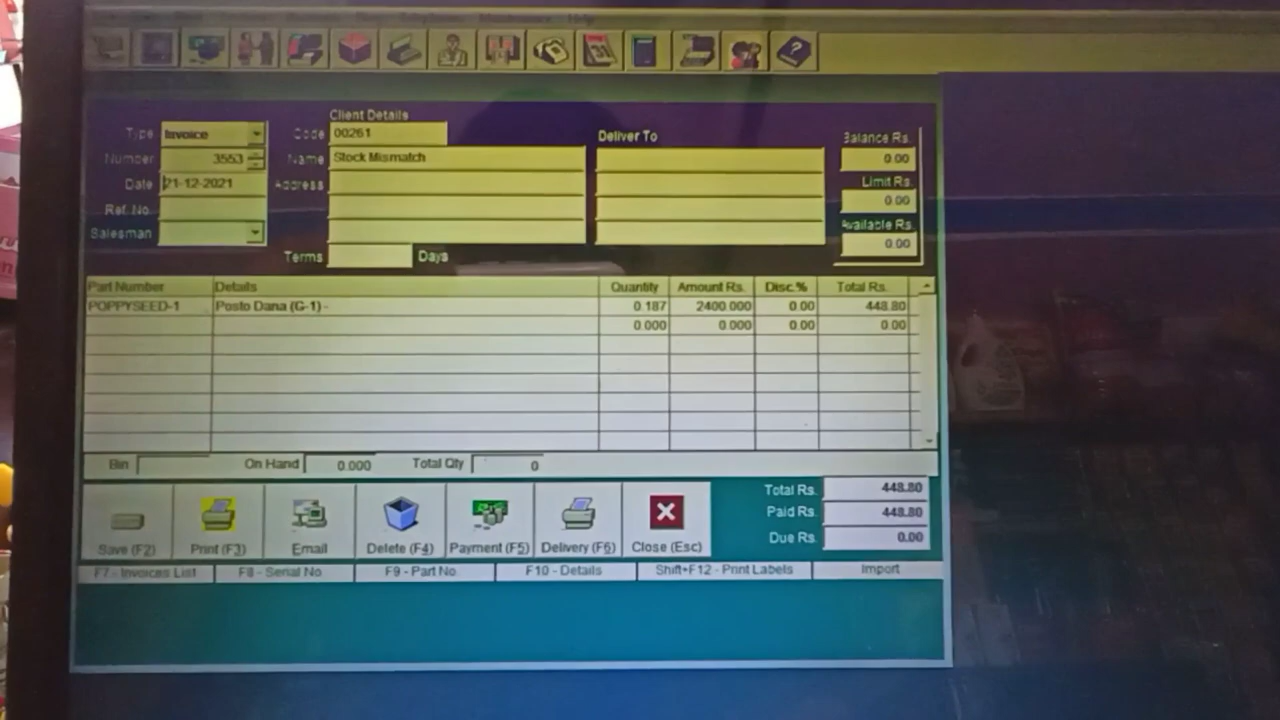 Maintenance Help
31
?
Client Details
Type Invoice Code 00261 Deliver To Balance Rs.
Number 3553 Name Stock Mismatch 0.00
Date 21-12-2021 Address Limit Rs.
Ref. No. 0.00
Salesman Available Rs.
0.00
Terms Days
Part Number Details Quantity Amount Rs. Disc.% Total Rs.
POPPYSEED-1 Posto Dana (G-1) - 0.187 2400.000 0.00 448.80
0.000 0.000 0.00 0.00
Bin On Hand 0.000 Total Qty 0
Total Rs. 448.80
Paid Rs. 448.80
Due Rs. 0.00
Save (F2) Print (F3) Email Delete (F4) Payment (F5) Delivery (F6) Close (Esc)
F7 - Invoices List F8 - Serial No F9 - Part No F10 - Details Shift+F12 - Print Labels Import